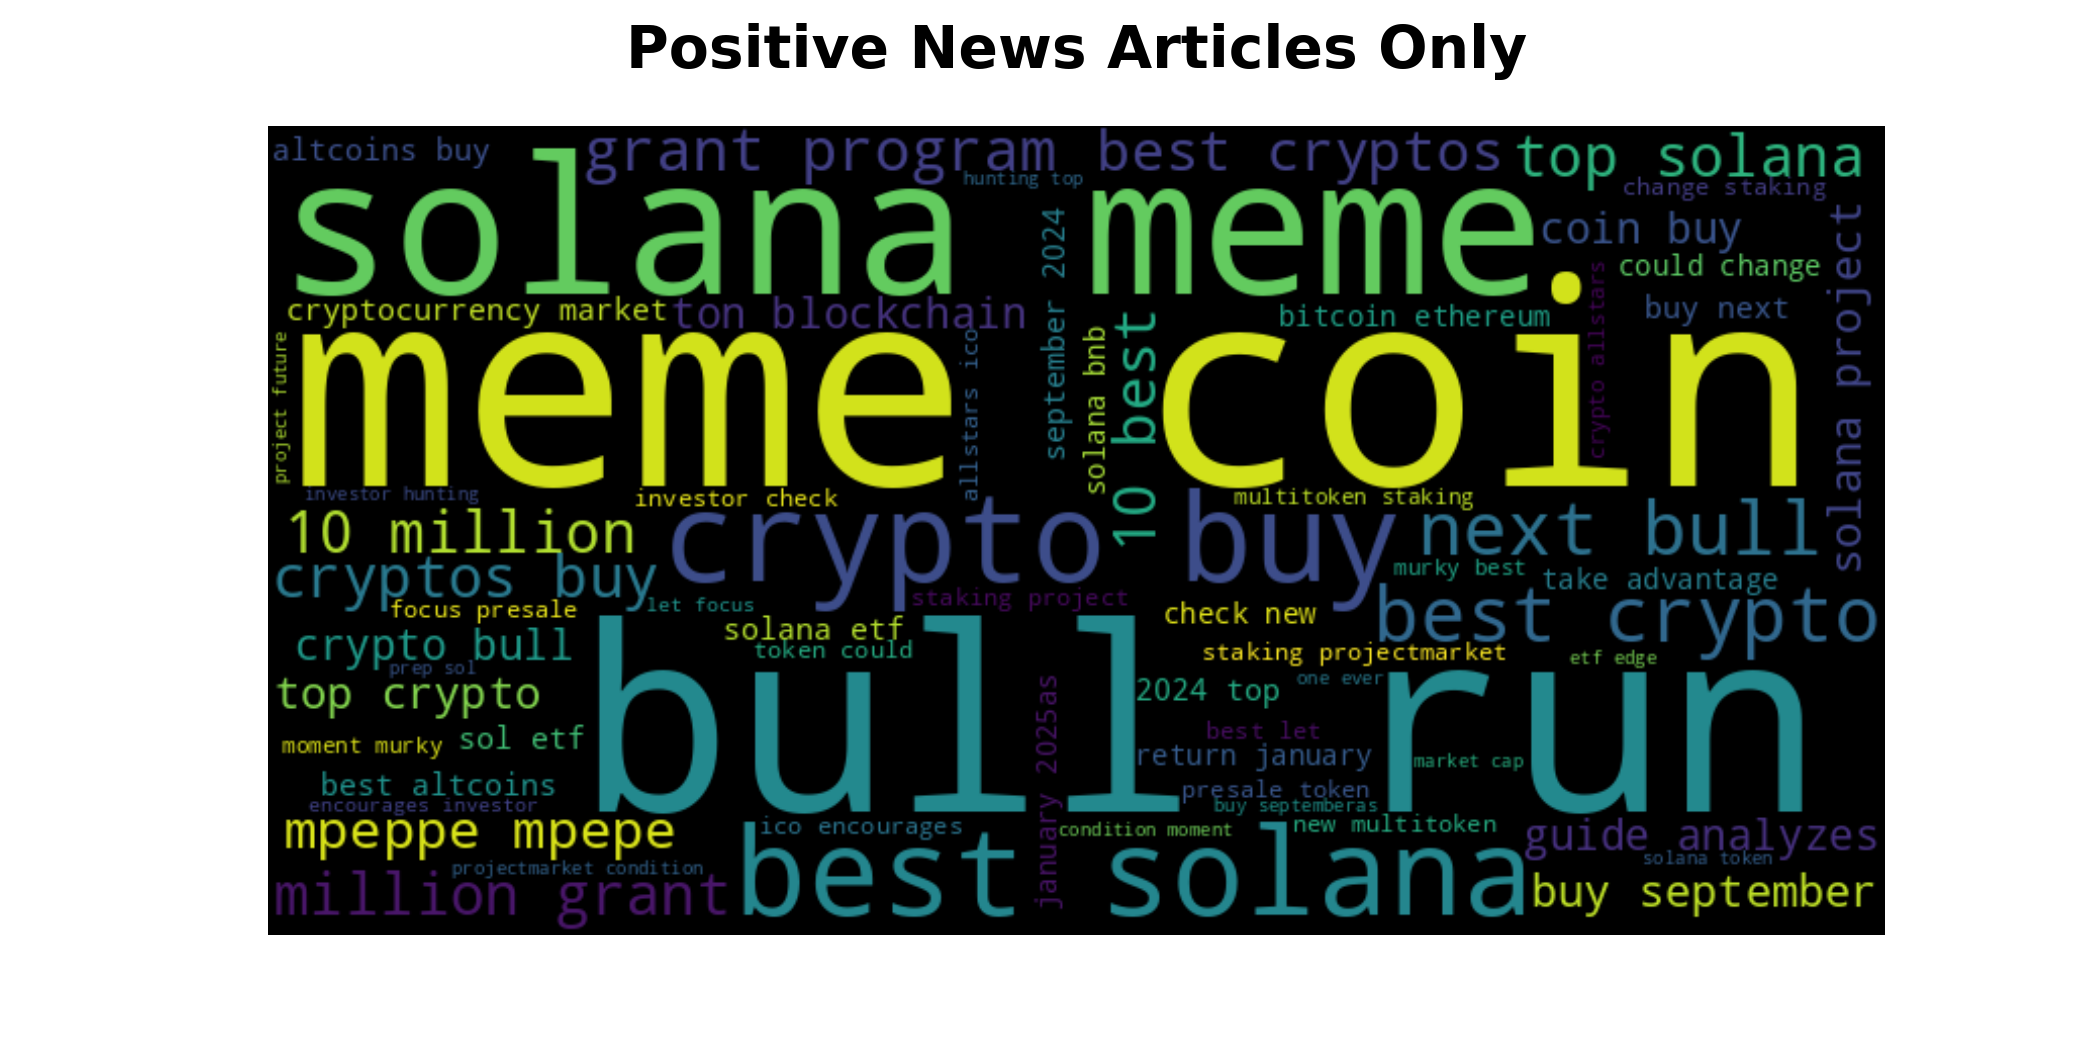 Positive News Articles Only
altcoins buy
grant program
best cryptos
top solana
hunting top
change staking
solana meme
coin buy
could change
september 2024
crypto allstars
solana project
cryptocurrency market
ton blockchain
bitcoin ethereum
buy next
project future
meme coin
allstars ico
solana bnb
10 best
investor hunting
investor check
multitoken staking
10 million
crypto buy
next bull
cryptos buy
murky best
take advantage
focus presale
let focus
staking project
check new
best crypto
crypto bull
solana etf
token could
staking projectmarket
etf edge
prep sol
bull run
top crypto
2024 top
one ever
moment murky
sol etf
january 2025as
best let
return january
market cap
best altcoins
presale token
encourages investor
buy septemberas
mpeppe mpepe
ico encourages
condition moment
new multitoken
guide analyzes
projectmarket condition
solana token
million grant
best solana
buy september